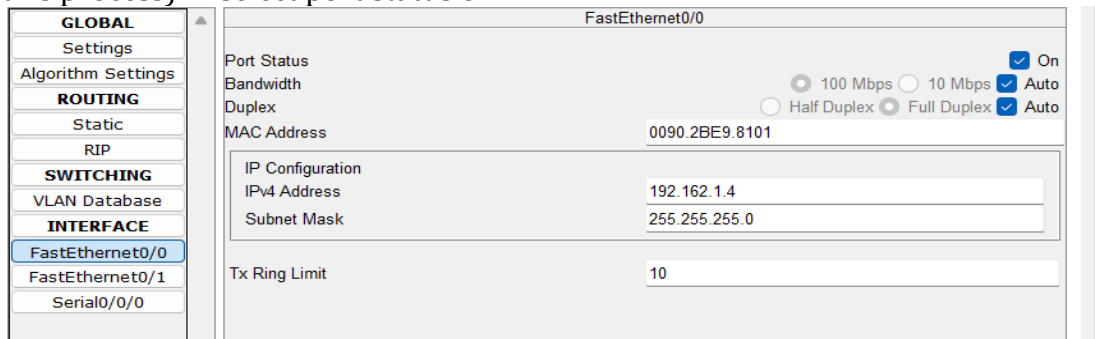 GLOBAL
Settings
Algorithm Settings
ROUTING
Static
RIP
SWITCHING
VLAN Database
INTERFACE
FastEthernet0/0
FastEthernet0/1
Serial0/0/0
FastEthernet0/0
Port Status On
Bandwidth 100 Mbps 10 Mbps Auto
Duplex Half Duplex Full Duplex Auto
MAC Address 0090.2BE9.8101
IP Configuration
IPv4 Address 192.162.1.4
Subnet Mask 255.255.255.0
Tx Ring Limit 10